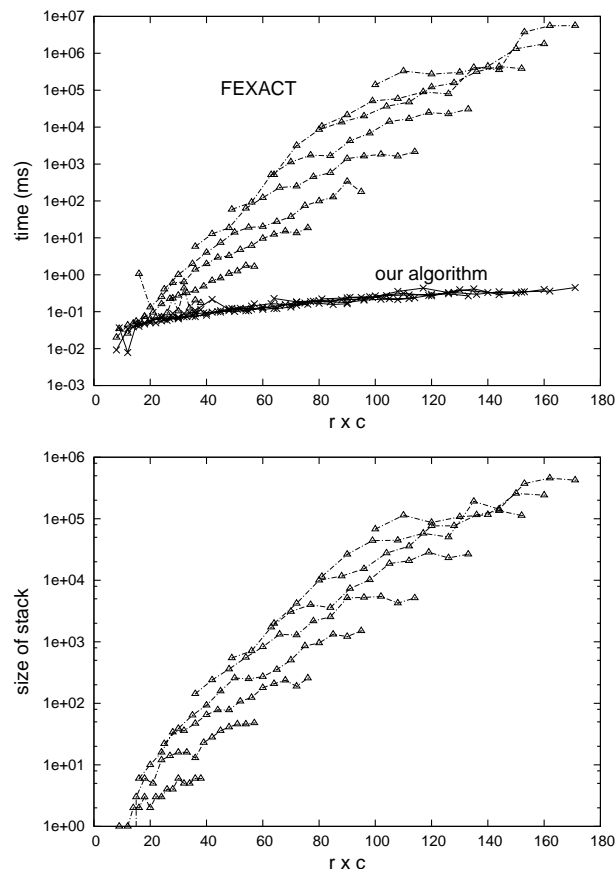 1e+07
1e+06
1e+05
1e+04
1e+03
1e+02
1e+01
1e+00
1e-01
1e-02
1e-03
time (ms)
FEXACT
our algorithm
0 20 40 60 80 100 120 140 160 180
r x c
1e+06
1e+05
1e+04
1e+03
1e+02
1e+01
1e+00
size of stack
0 20 40 60 80 100 120 140 160 180
r x c